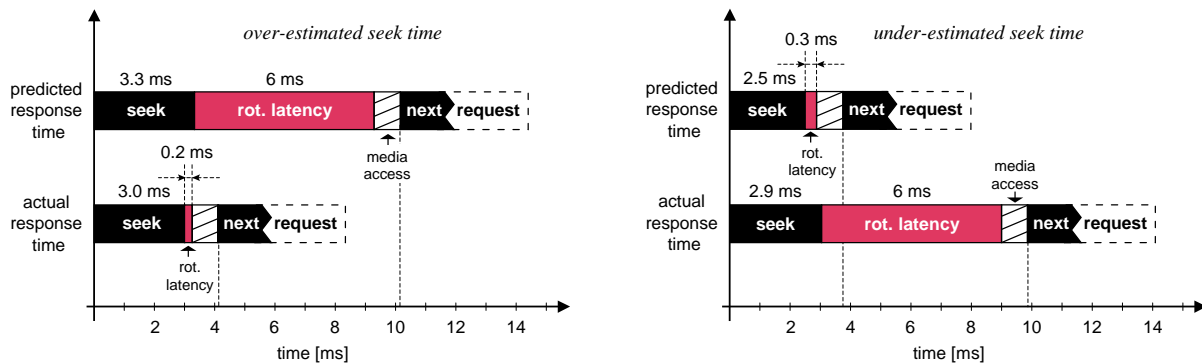 over-estimated seek time
3.3 ms
6 ms
predicted
response
time
seek
rot. latency
next
request
media
access
0.2 ms
3.0 ms
actual
response
time
seek
next
request
rot.
latency
2 4 6 8 10 12 14
time [ms]
under-estimated seek time
0.3 ms
2.5 ms
predicted
response
time
seek
next
request
rot.
latency
media
access
2.9 ms
6 ms
actual
response
time
seek
rot. latency
next
request
2 4 6 8 10 12 14
time [ms]